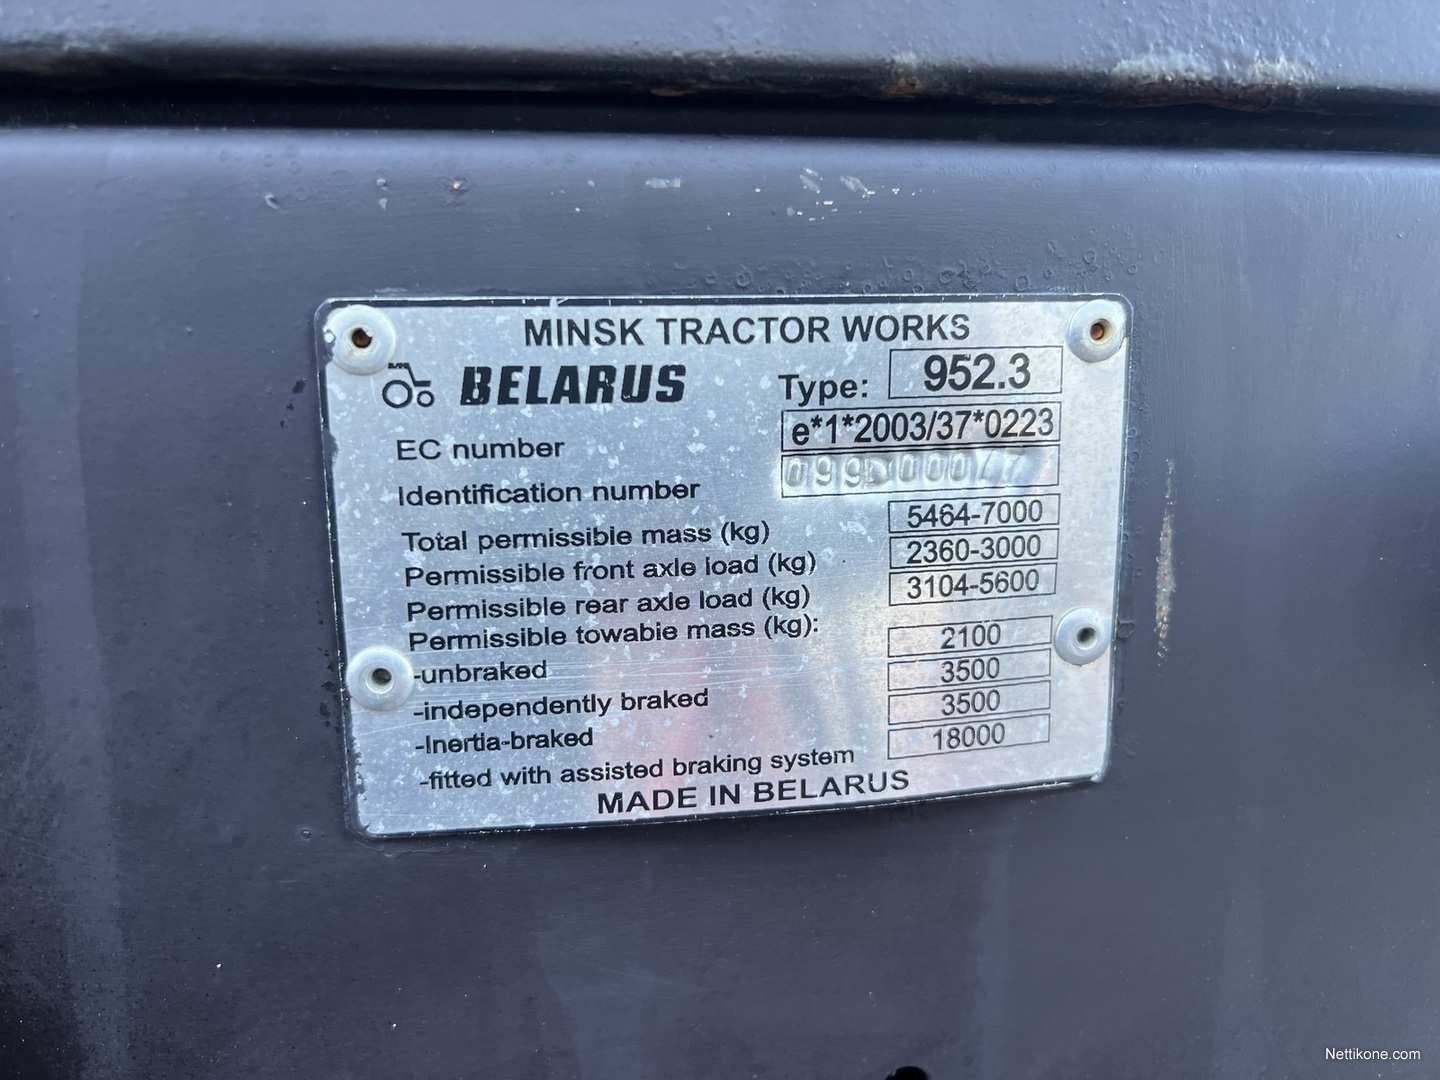 MINSK TRACTOR WORKS
BELARUS Type: 952.3
EC number e*1*2003/37*0223
Identification number
Total permissible mass (kg) 5464-7000
Permissible front axle load (kg) 2360-3000
Permissible rear axle load (kg) 3104-5600
Permissible towable mass (kg):
-unbraked 2100
-independently braked 3500
-Inertia-braked 3500
-fitted with assisted braking system 18000
MADE IN BELARUS
Nettikone.com